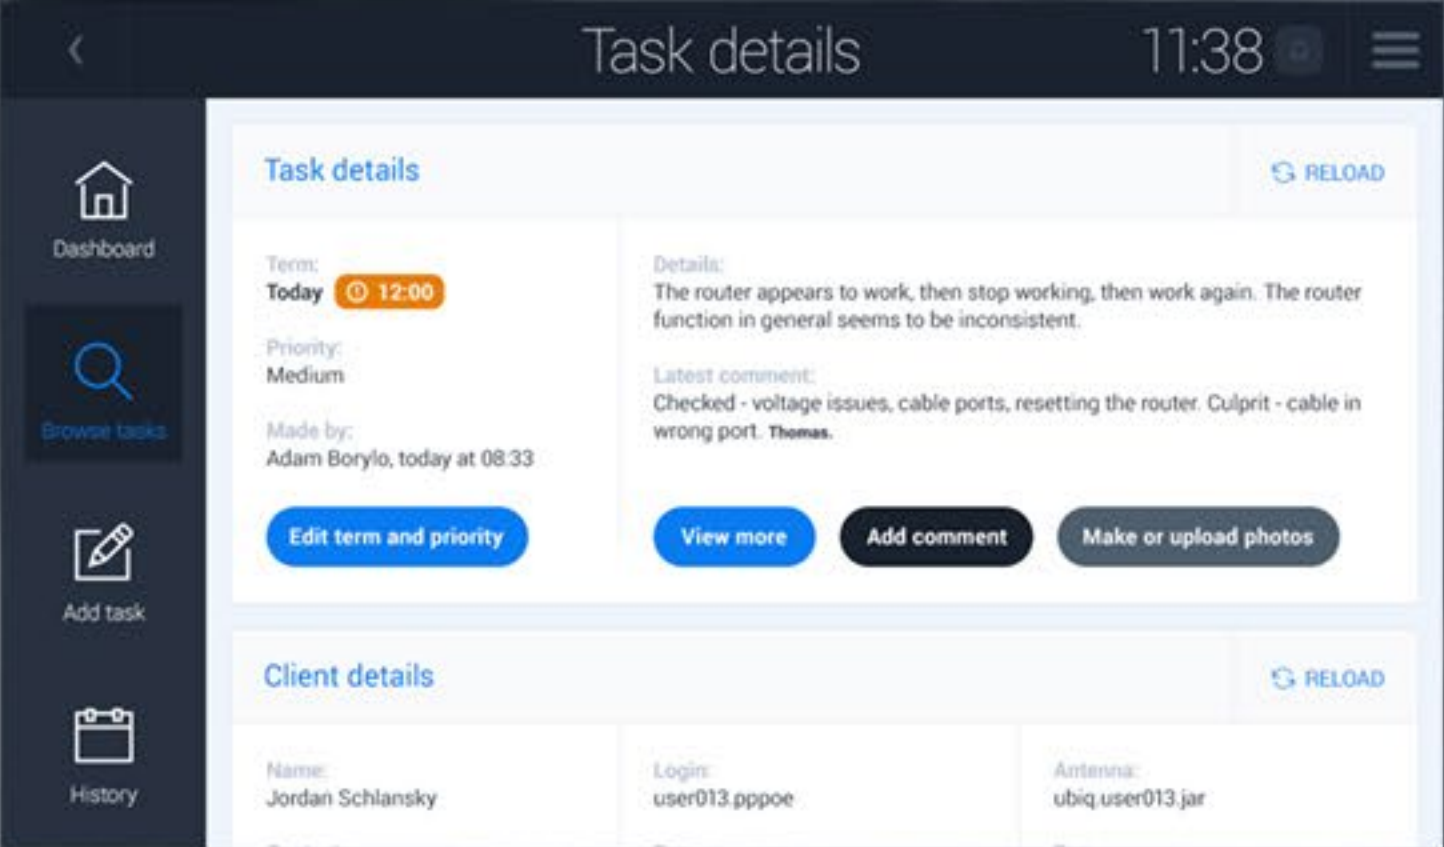 Task details
11:38
Dashboard
Browse tasks
Add task
History
Task details
RELOAD
Term:
Today 12:00
Priority:
Medium
Made by:
Adam Borylo, today at 08:33
Edit term and priority
Details:
The router appears to work, then stop working, then work again. The router
function in general seems to be inconsistent.
Latest comment:
Checked - voltage issues, cable ports, resetting the router. Culprit - cable in
wrong port. Thomas.
View more
Add comment
Make or upload photos
Client details
RELOAD
Name:
Jordan Schlansky
Login:
user013.pppoe
Antenna:
ubiq.user013.jar